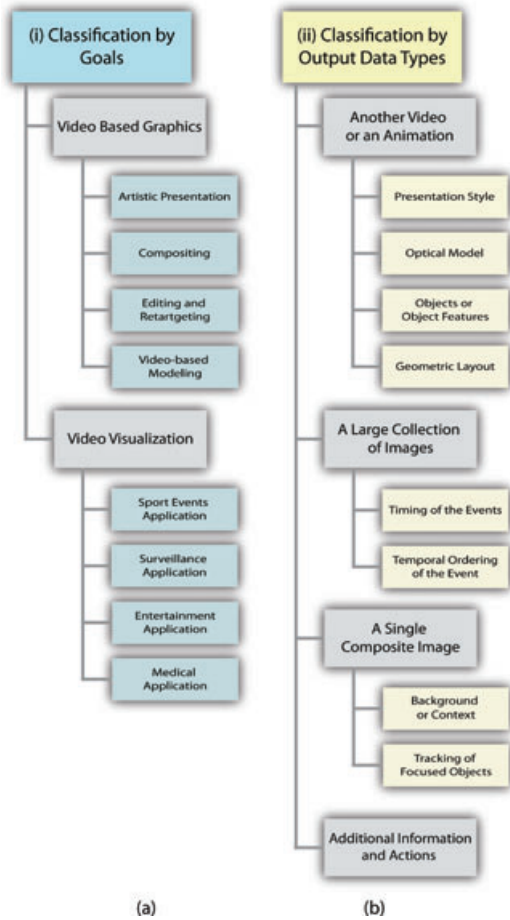 (i) Classification by
Goals
Video Based Graphics
Artistic Presentation
Compositing
Editing and
Retartgeting
Video-based
Modeling
Video Visualization
Sport Events
Application
Surveillance
Application
Entertainment
Application
Medical
Application
(a)
(ii) Classification by
Output Data Types
Another Video
or an Animation
Presentation Style
Optical Model
Objects or
Object Features
Geometric Layout
A Large Collection
of Images
Timing of the Events
Temporal Ordering
of the Event
A Single
Composite Image
Background
or Context
Tracking of
Focused Objects
Additional Information
and Actions
(b)